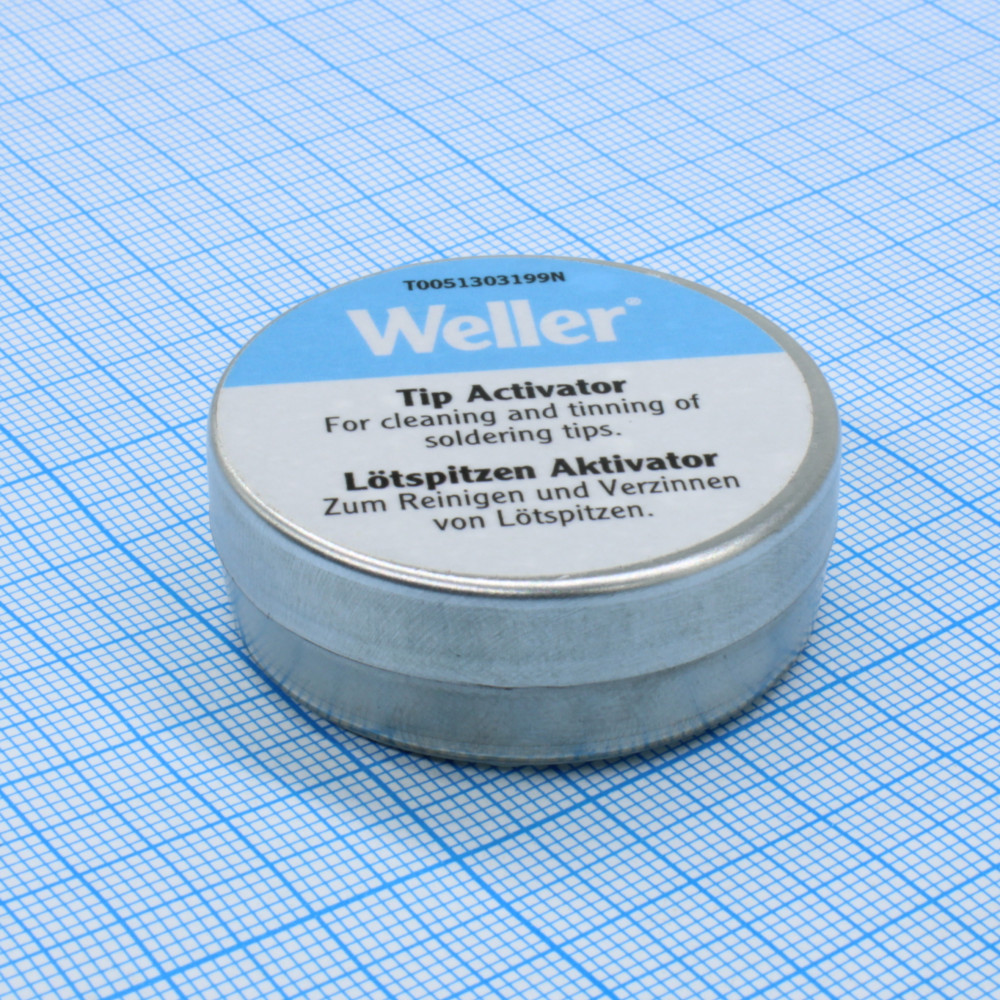 T0051303199N
Weller®
Tip Activator
For cleaning and tinning of
soldering tips.
Lötspitzen Aktivator
Zum Reinigen und Verzinnen
von Lötspitzen.